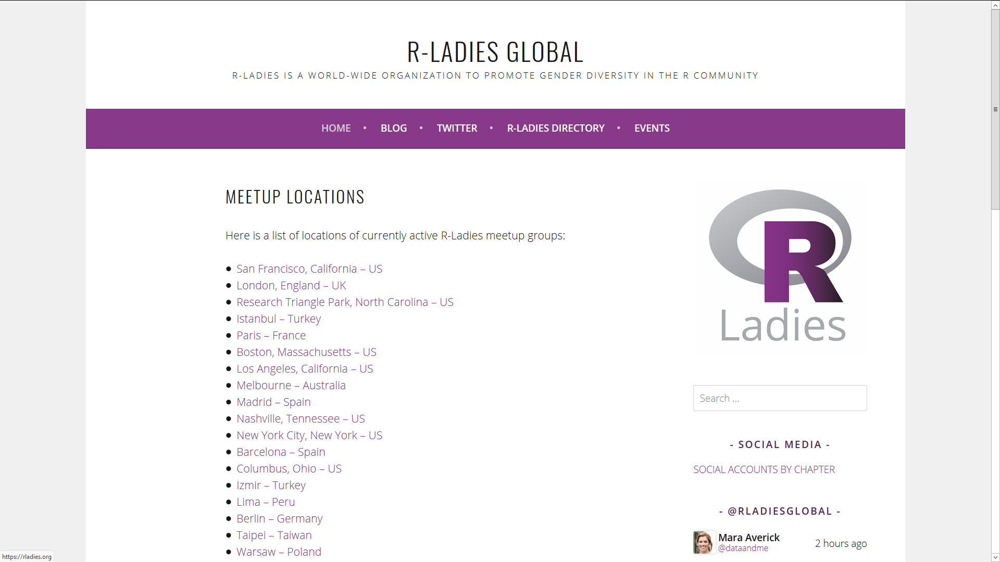 R-LADIES GLOBAL
R-LADIES IS A WORLD-WIDE ORGANIZATION TO PROMOTE GENDER DIVERSITY IN THE R COMMUNITY
HOME • BLOG • TWITTER • R-LADIES DIRECTORY • EVENTS
MEETUP LOCATIONS
Here is a list of locations of currently active R-Ladies meetup groups:
• San Francisco, California – US
• London, England – UK
• Research Triangle Park, North Carolina – US
• Istanbul – Turkey
• Paris – France
• Boston, Massachusetts – US
• Los Angeles, California – US
• Melbourne – Australia
• Madrid – Spain
• Nashville, Tennessee – US
• New York City, New York – US
• Barcelona – Spain
• Columbus, Ohio – US
• Izmir – Turkey
• Lima – Peru
• Berlin – Germany
• Taipei – Taiwan
• Warsaw – Poland
R
Ladies
Search ...
- SOCIAL MEDIA -
SOCIAL ACCOUNTS BY CHAPTER
- @RLADIESGLOBAL -
Mara Averick
@dataandme
2 hours ago
https://rladies.org